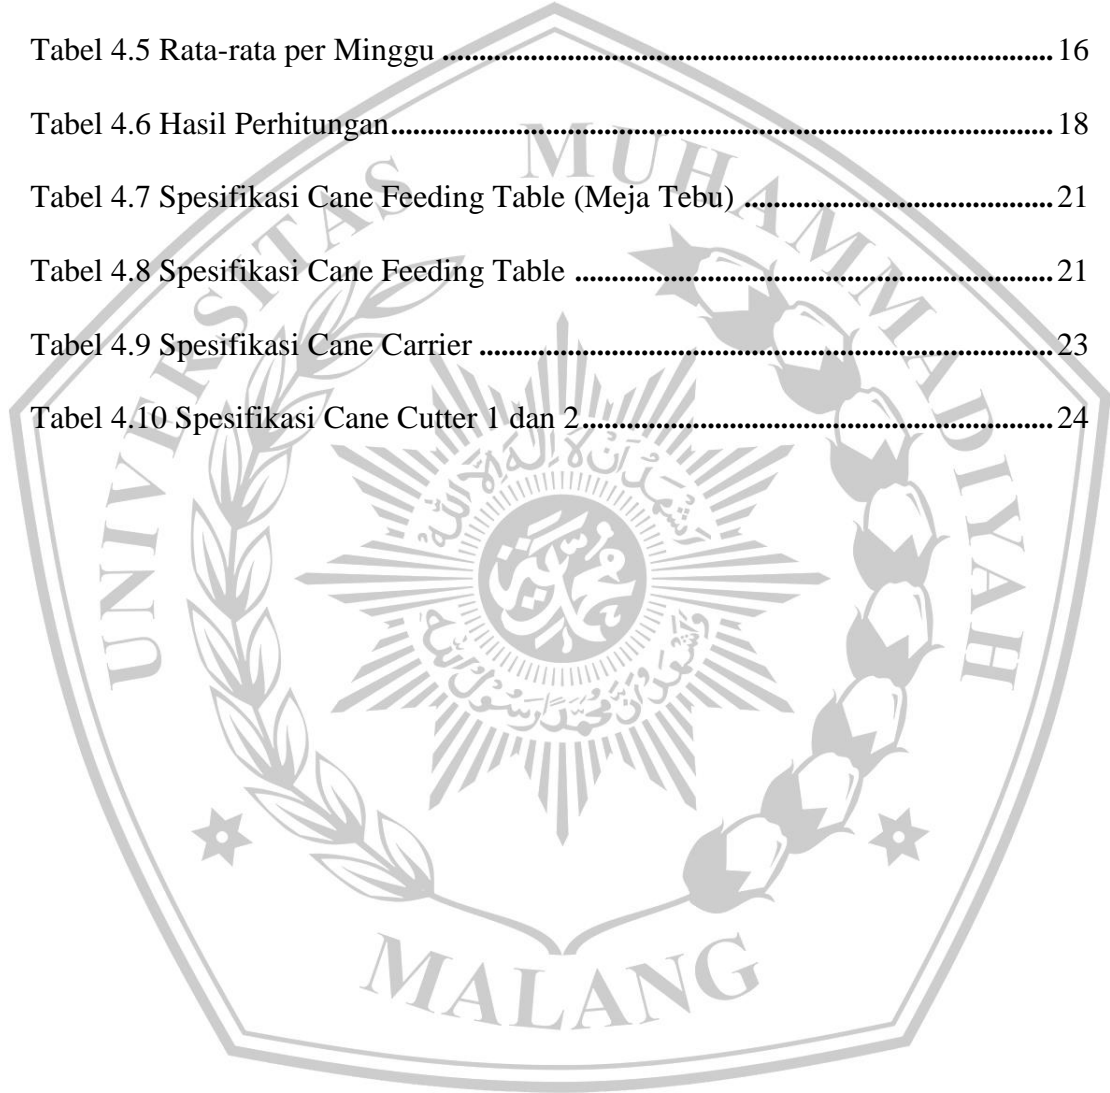 Tabel 4.5 Rata-rata per Minggu ........................................................................... 16
Tabel 4.6 Hasil Perhitungan................................................................................. 18
Tabel 4.7 Spesifikasi Cane Feeding Table (Meja Tebu) ...................................... 21
Tabel 4.8 Spesifikasi Cane Feeding Table ........................................................... 21
Tabel 4.9 Spesifikasi Cane Carrier ...................................................................... 23
Tabel 4.10 Spesifikasi Cane Cutter 1 dan 2.......................................................... 24
UNIVERSITAS MUHAMMADIYAH
MALANG